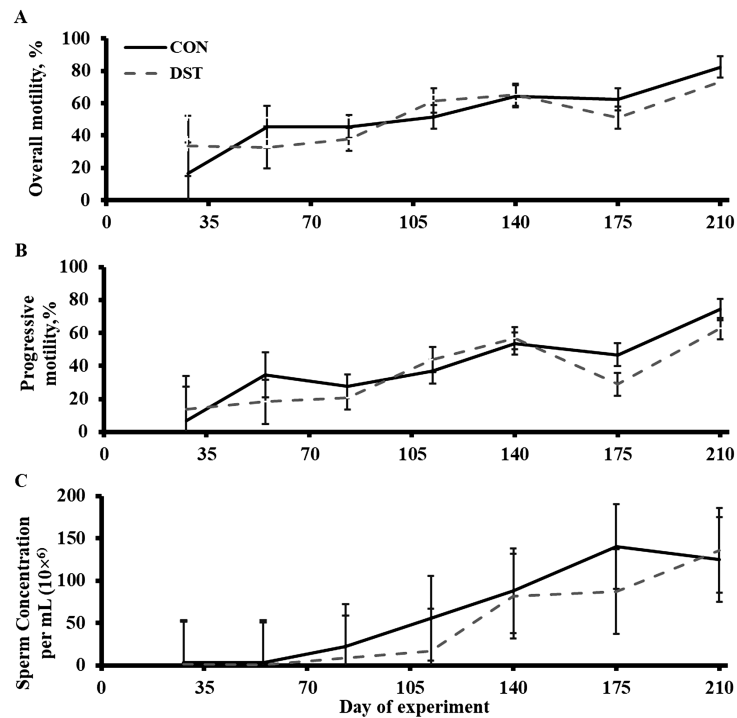 A
100
80
60
40
20
0
Overall motility, %
CON
DST
0 35 70 105 140 175 210
B
100
80
60
40
20
0
Progressive
motility,%
0 35 70 105 140 175 210
C
200
150
100
50
0
Sperm Concentration
per mL (10×⁶)
0 35 70 105 140 175 210
Day of experiment